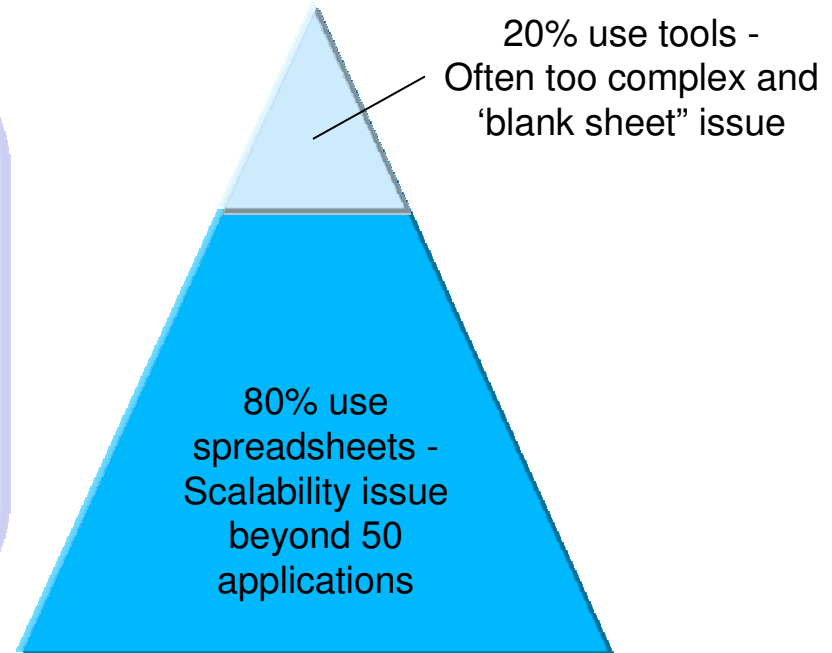 20% use tools -
Often too complex and
‘blank sheet” issue
80% use
spreadsheets -
Scalability issue
beyond 50
applications